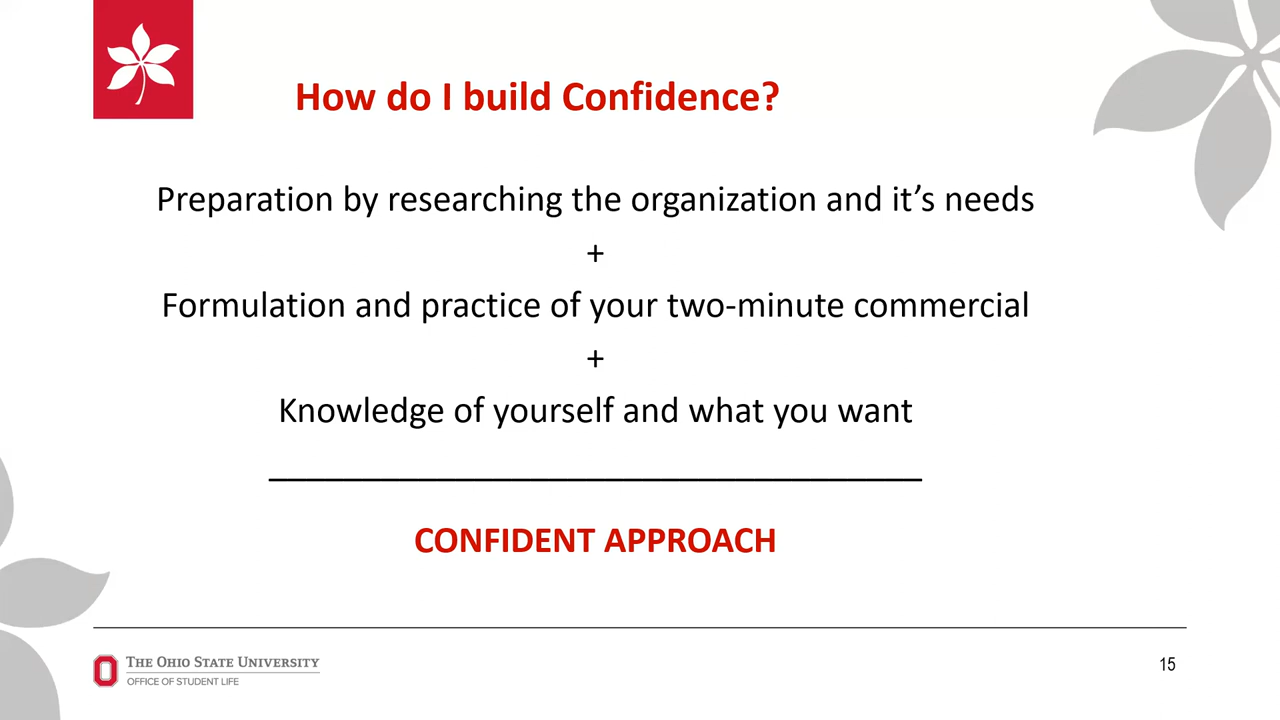 How do I build Confidence?
Preparation by researching the organization and it’s needs
+
Formulation and practice of your two-minute commercial
+
Knowledge of yourself and what you want
CONFIDENT APPROACH
THE OHIO STATE UNIVERSITY
OFFICE OF STUDENT LIFE
15